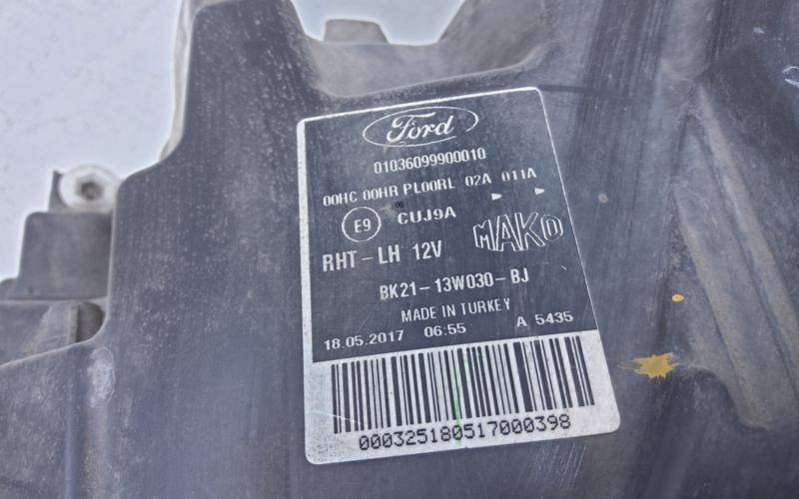 Ford
01036099900010
00HC 00HR PL00RL 02A 01IA
E9 CUJ9A
MAKO
RHT-LH 12V
BK21-13W030-BJ
MADE IN TURKEY
18.05.2017 06:55 A 5435
000325180517000398